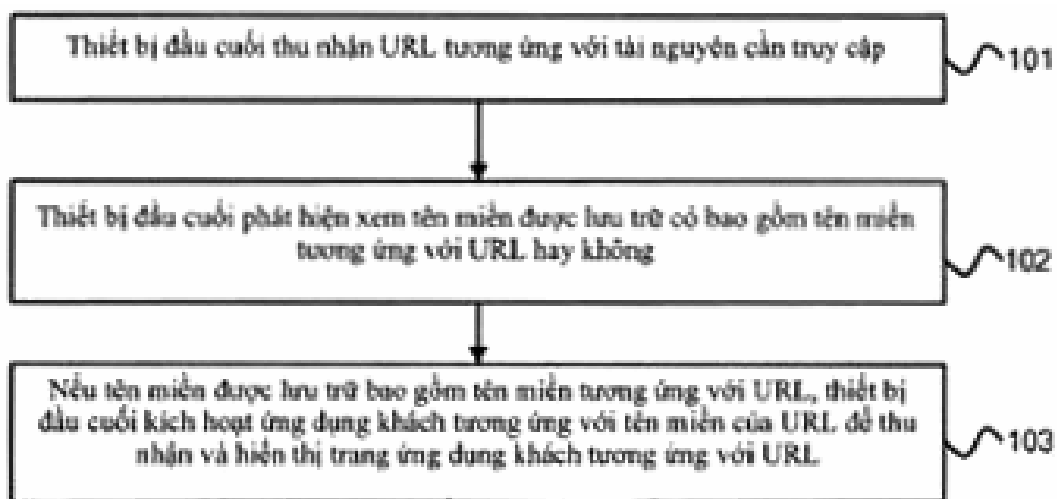 Thiết bị đầu cuối thu nhận URL tương ứng với tài nguyên cần truy cập
101
Thiết bị đầu cuối phát hiện xem tên miền được lưu trữ có bao gồm tên miền
tương ứng với URL hay không
102
Nếu tên miền được lưu trữ bao gồm tên miền tương ứng với URL, thiết bị
đầu cuối kích hoạt ứng dụng khách tương ứng với tên miền của URL để thu
nhận và hiển thị trang ứng dụng khách tương ứng với URL
103